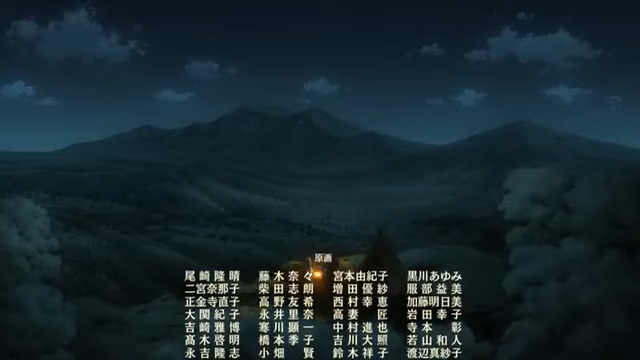 原画
尾崎隆晴 藤木奈々 宮本由紀子 黒川あゆみ
二宮奈那子 柴田志朗 増田優紗 服部益美
正金寺直子 高野友希 西村幸恵 加藤明日美
大関紀子 永井里奈 高妻匠 岩田幸子
吉崎雅博 寒川顕一 中村進也 寺本彰
高木啓明 橋本季子 吉川大照 若山和人
永吉隆志 小畑賢 鈴木祥子 渡辺真紗子